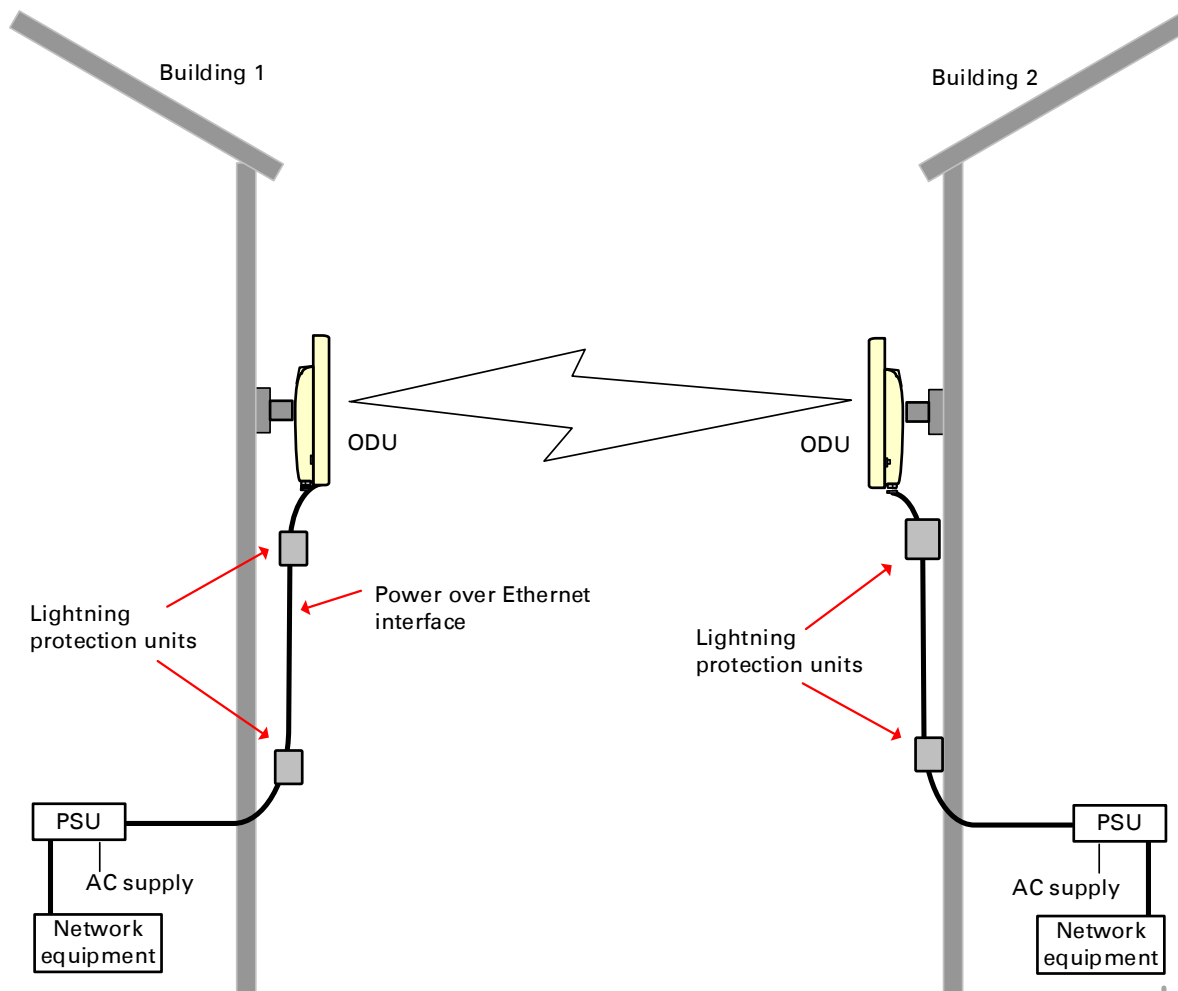 Building 1
Building 2
ODU
ODU
Power over Ethernet
interface
Lightning
protection units
Lightning
protection units
PSU
AC supply
Network
equipment
PSU
AC supply
Network
equipment